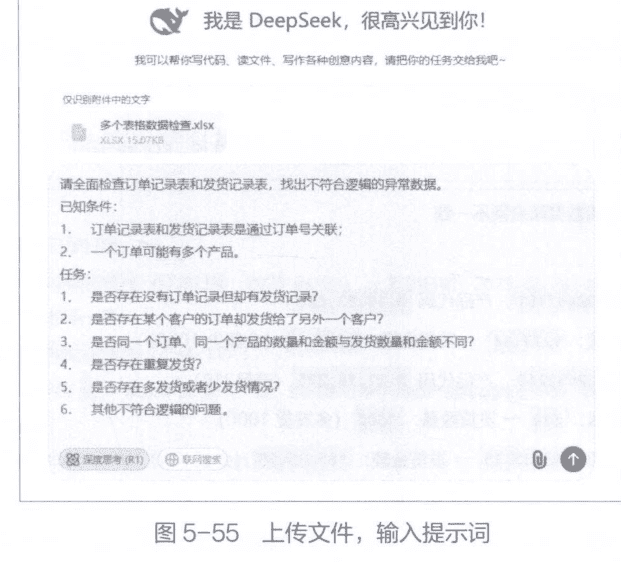 我是 DeepSeek，很高兴见到你！
我可以帮你写代码、读文件、写作各种创意内容，请把你的任务交给我吧~
仅识别附件中的文字
多个表格数据检查.xlsx
XLSX 15.07KB
请全面检查订单记录表和发货记录表，找出不符合逻辑的异常数据。
已知条件：
1. 订单记录表和发货记录表是通过订单号关联；
2. 一个订单可能有多个产品。
任务：
1. 是否存在没有订单记录但却有发货记录？
2. 是否存在某个客户的订单却发货给了另外一个客户？
3. 是否同一个订单、同一个产品的数量和金额与发货数量和金额不同？
4. 是否存在重复发货？
5. 是否存在多发货或者少发货情况？
6. 其他不符合逻辑的问题。
深度思考 (R1) 联网搜索
图 5-55 上传文件，输入提示词